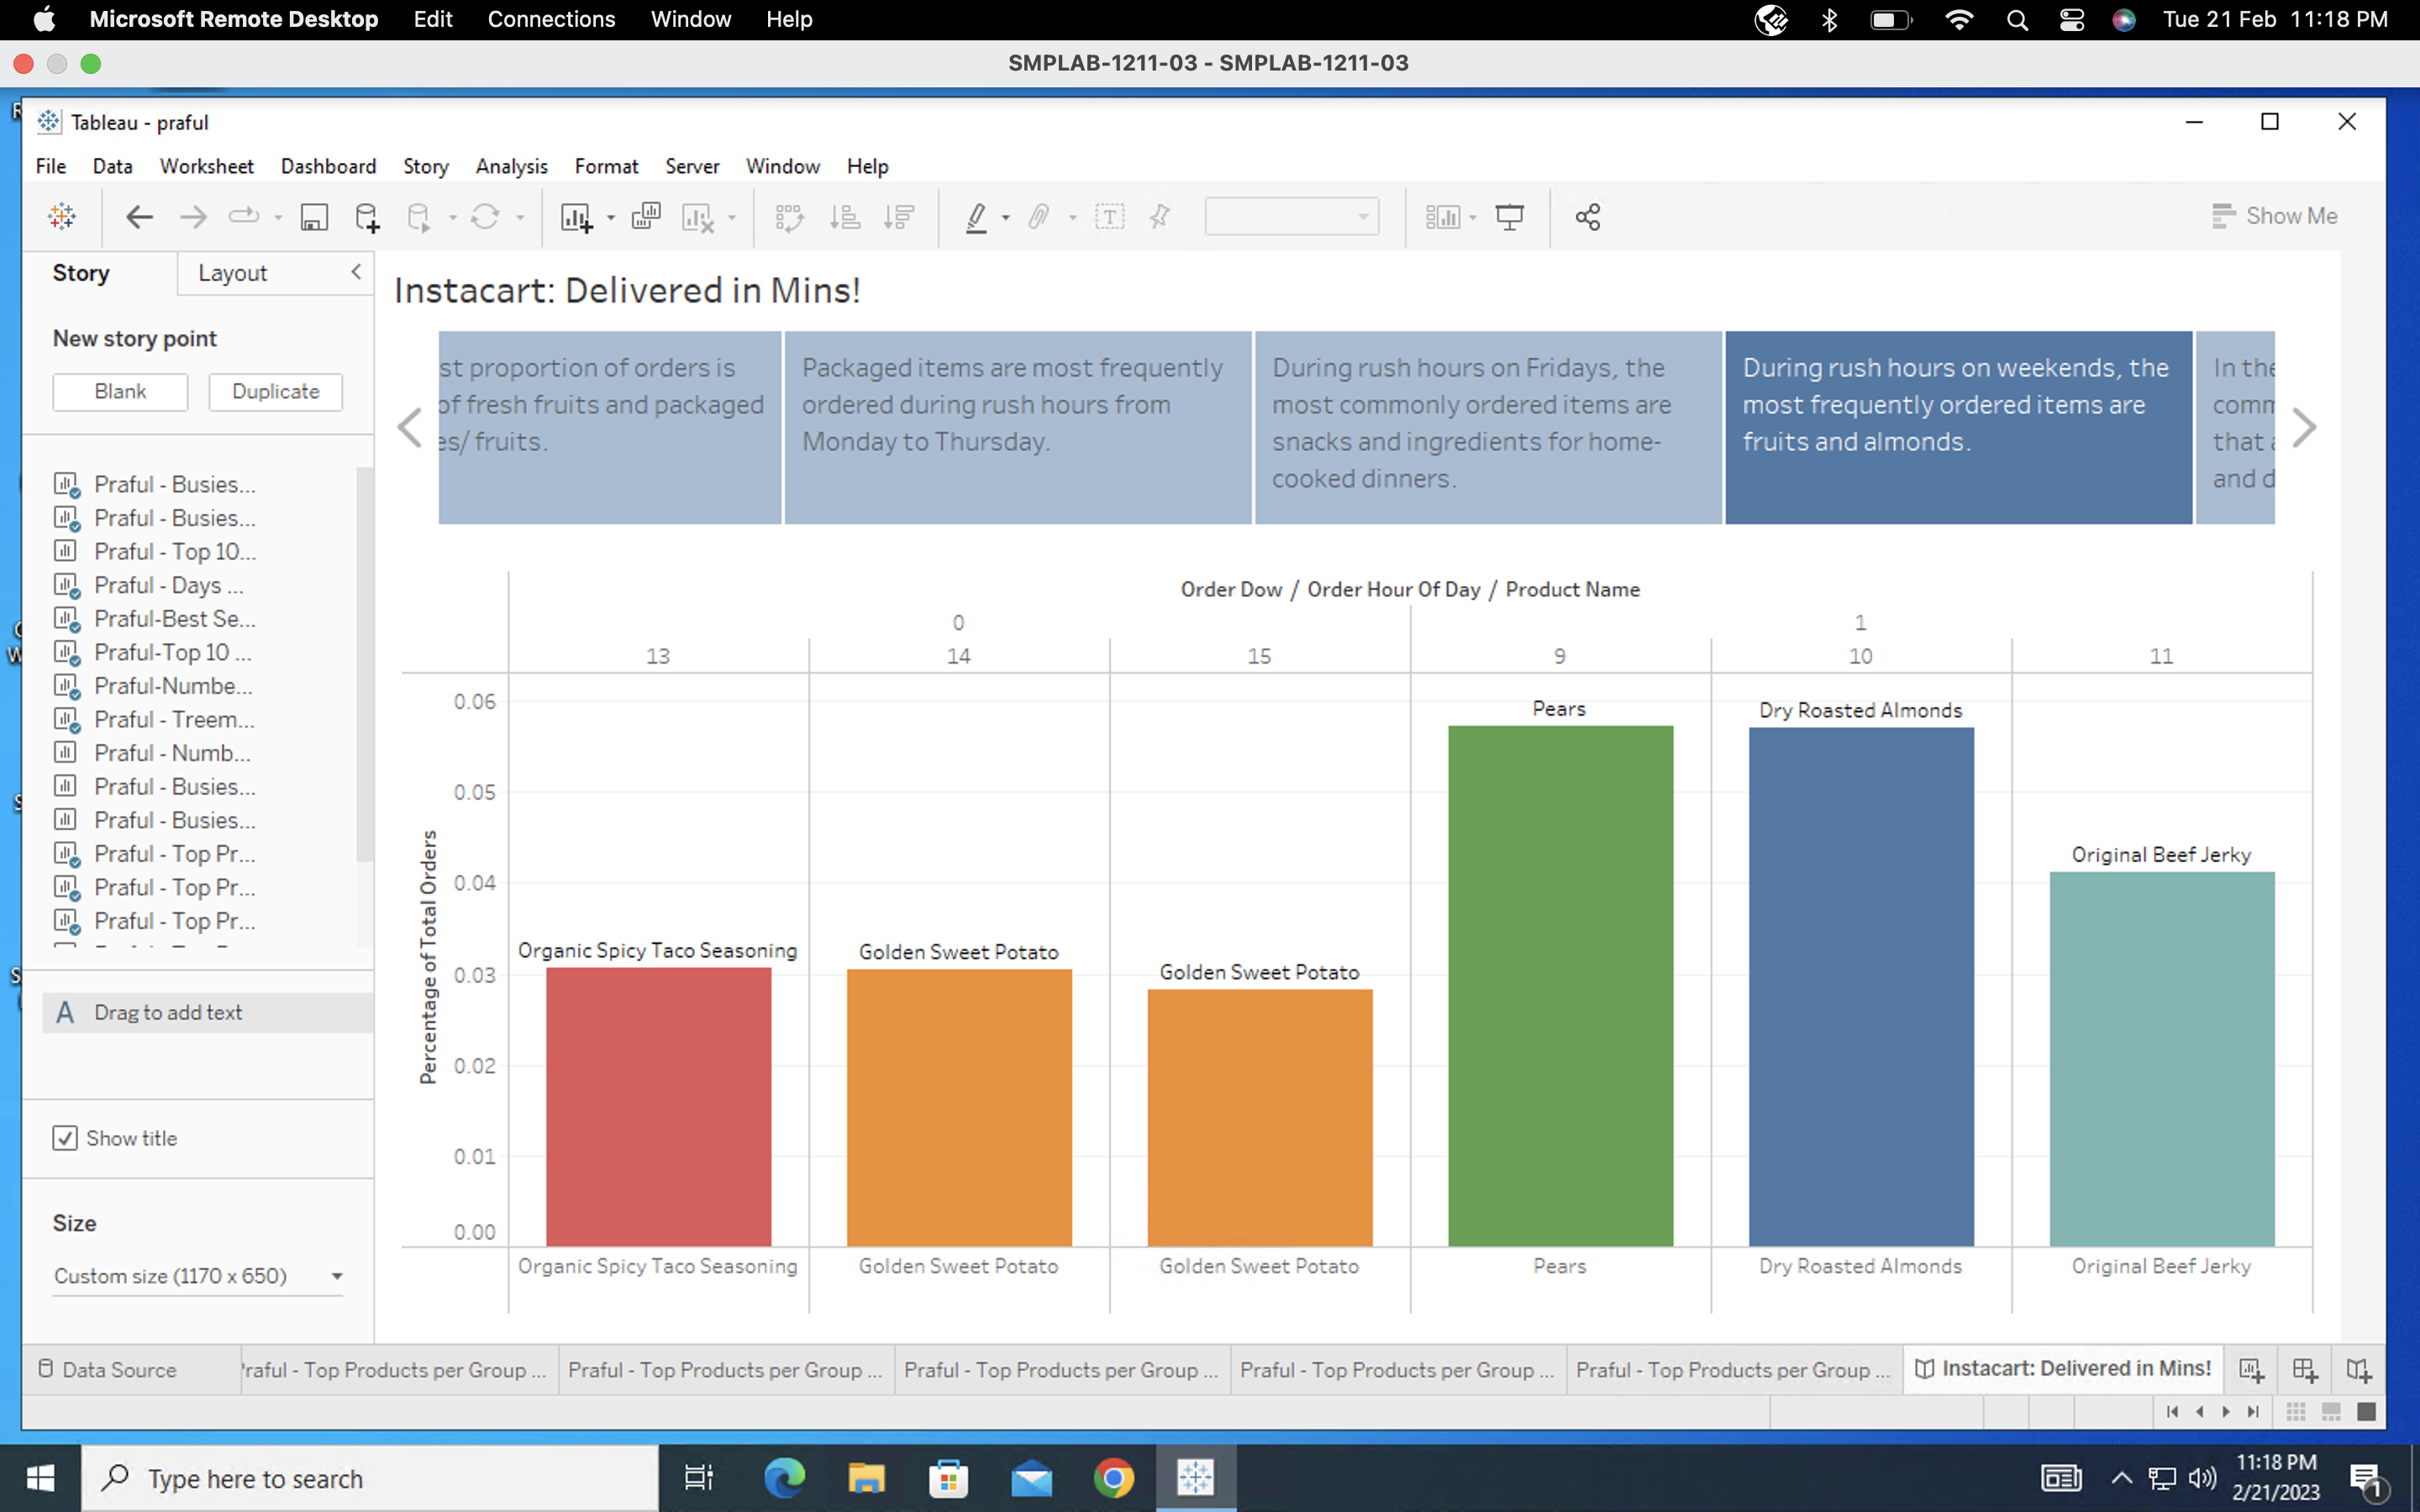 Microsoft Remote Desktop Edit Connections Window Help Tue 21 Feb 11:18 PM
SMPLAB-1211-03 - SMPLAB-1211-03
Tableau - praful
File Data Worksheet Dashboard Story Analysis Format Server Window Help
Show Me
Story Layout
New story point
Blank Duplicate
Praful - Busies...
Praful - Busies...
Praful - Top 10...
Praful - Days ...
Praful-Best Se...
Praful-Top 10 ...
Praful-Numbe...
Praful - Treem...
Praful - Numb...
Praful - Busies...
Praful - Busies...
Praful - Top Pr...
Praful - Top Pr...
Praful - Top Pr...
A Drag to add text
Show title
Size
Custom size (1170 x 650)
Instacart: Delivered in Mins!
st proportion of orders is
of fresh fruits and packaged
es/ fruits.
Packaged items are most frequently
ordered during rush hours from
Monday to Thursday.
During rush hours on Fridays, the
most commonly ordered items are
snacks and ingredients for home-
cooked dinners.
During rush hours on weekends, the
most frequently ordered items are
fruits and almonds.
In the
comm
that
and d
Order Dow / Order Hour Of Day / Product Name
0 1
13 14 15 9 10 11
Percentage of Total Orders
0.06
0.05
0.04
0.03
0.02
0.01
0.00
Organic Spicy Taco Seasoning
Golden Sweet Potato
Golden Sweet Potato
Pears
Dry Roasted Almonds
Original Beef Jerky
Organic Spicy Taco Seasoning Golden Sweet Potato Golden Sweet Potato Pears Dry Roasted Almonds Original Beef Jerky
Data Source raful - Top Products per Group ... Praful - Top Products per Group ... Praful - Top Products per Group ... Praful - Top Products per Group ... Praful - Top Products per Group ... Instacart: Delivered in Mins!
Type here to search
11:18 PM
2/21/2023
1